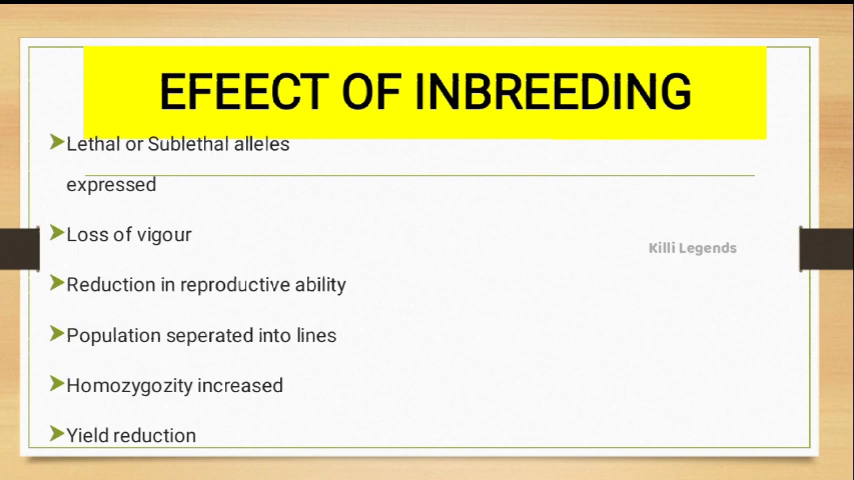 EFEECT OF INBREEDING
Lethal or Sublethal alleles
expressed
Loss of vigour
Killi Legends
Reduction in reproductive ability
Population seperated into lines
Homozygozity increased
Yield reduction